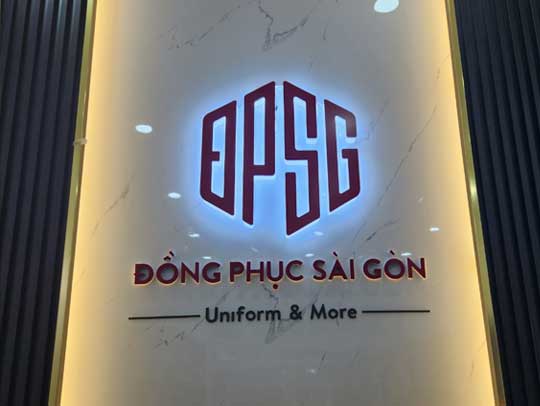 ĐPSG
ĐỒNG PHỤC SÀI GÒN
Uniform & More